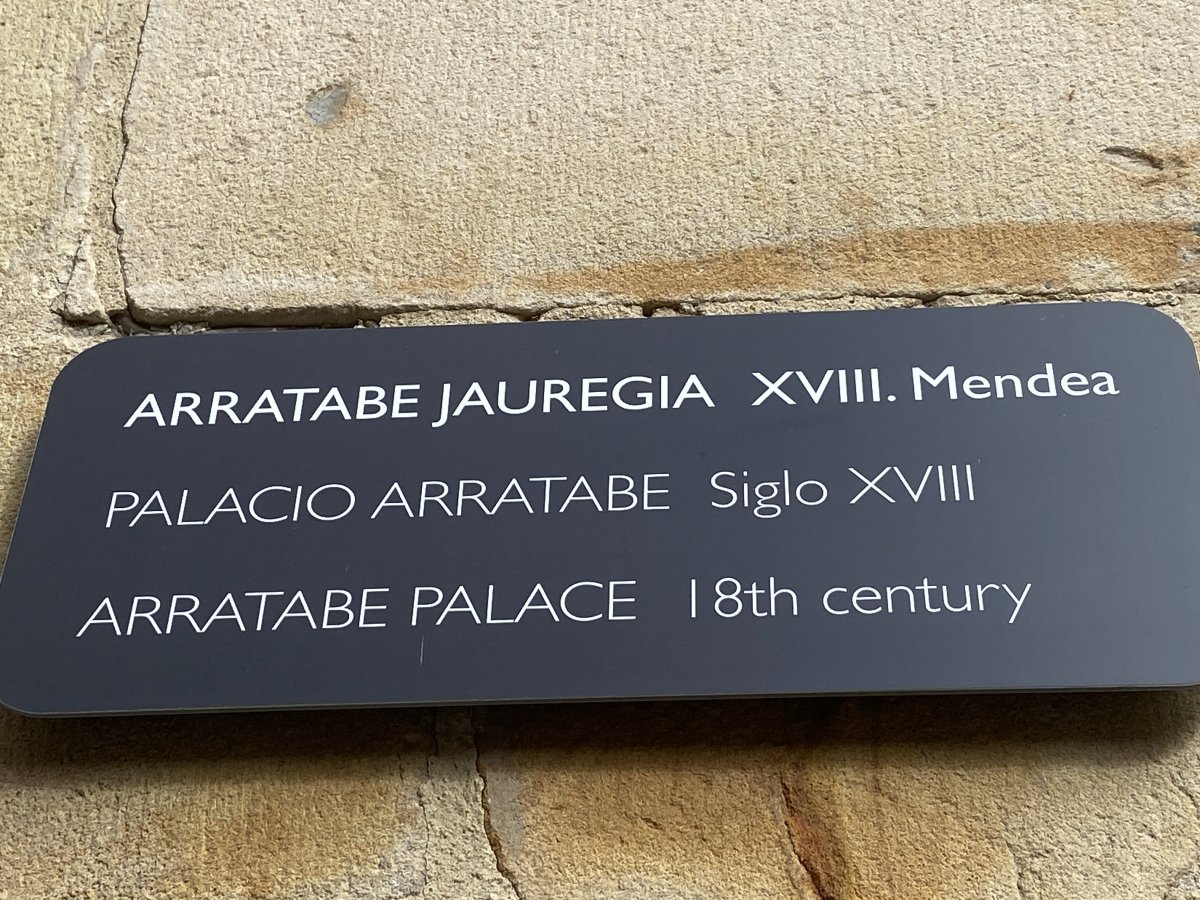 ARRATABE JAUREGIA XVIII. Mendea
PALACIO ARRATABE Siglo XVIII
ARRATABE PALACE 18th century